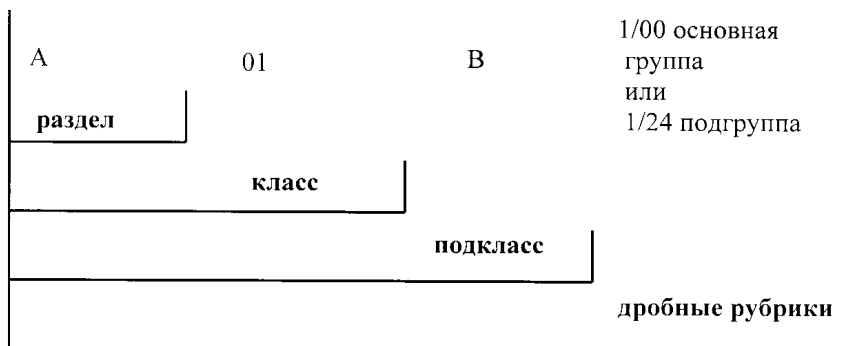 А 01 В 1/00 основная
группа
или
1/24 подгруппа
раздел
класс
подкласс
дробные рубрики